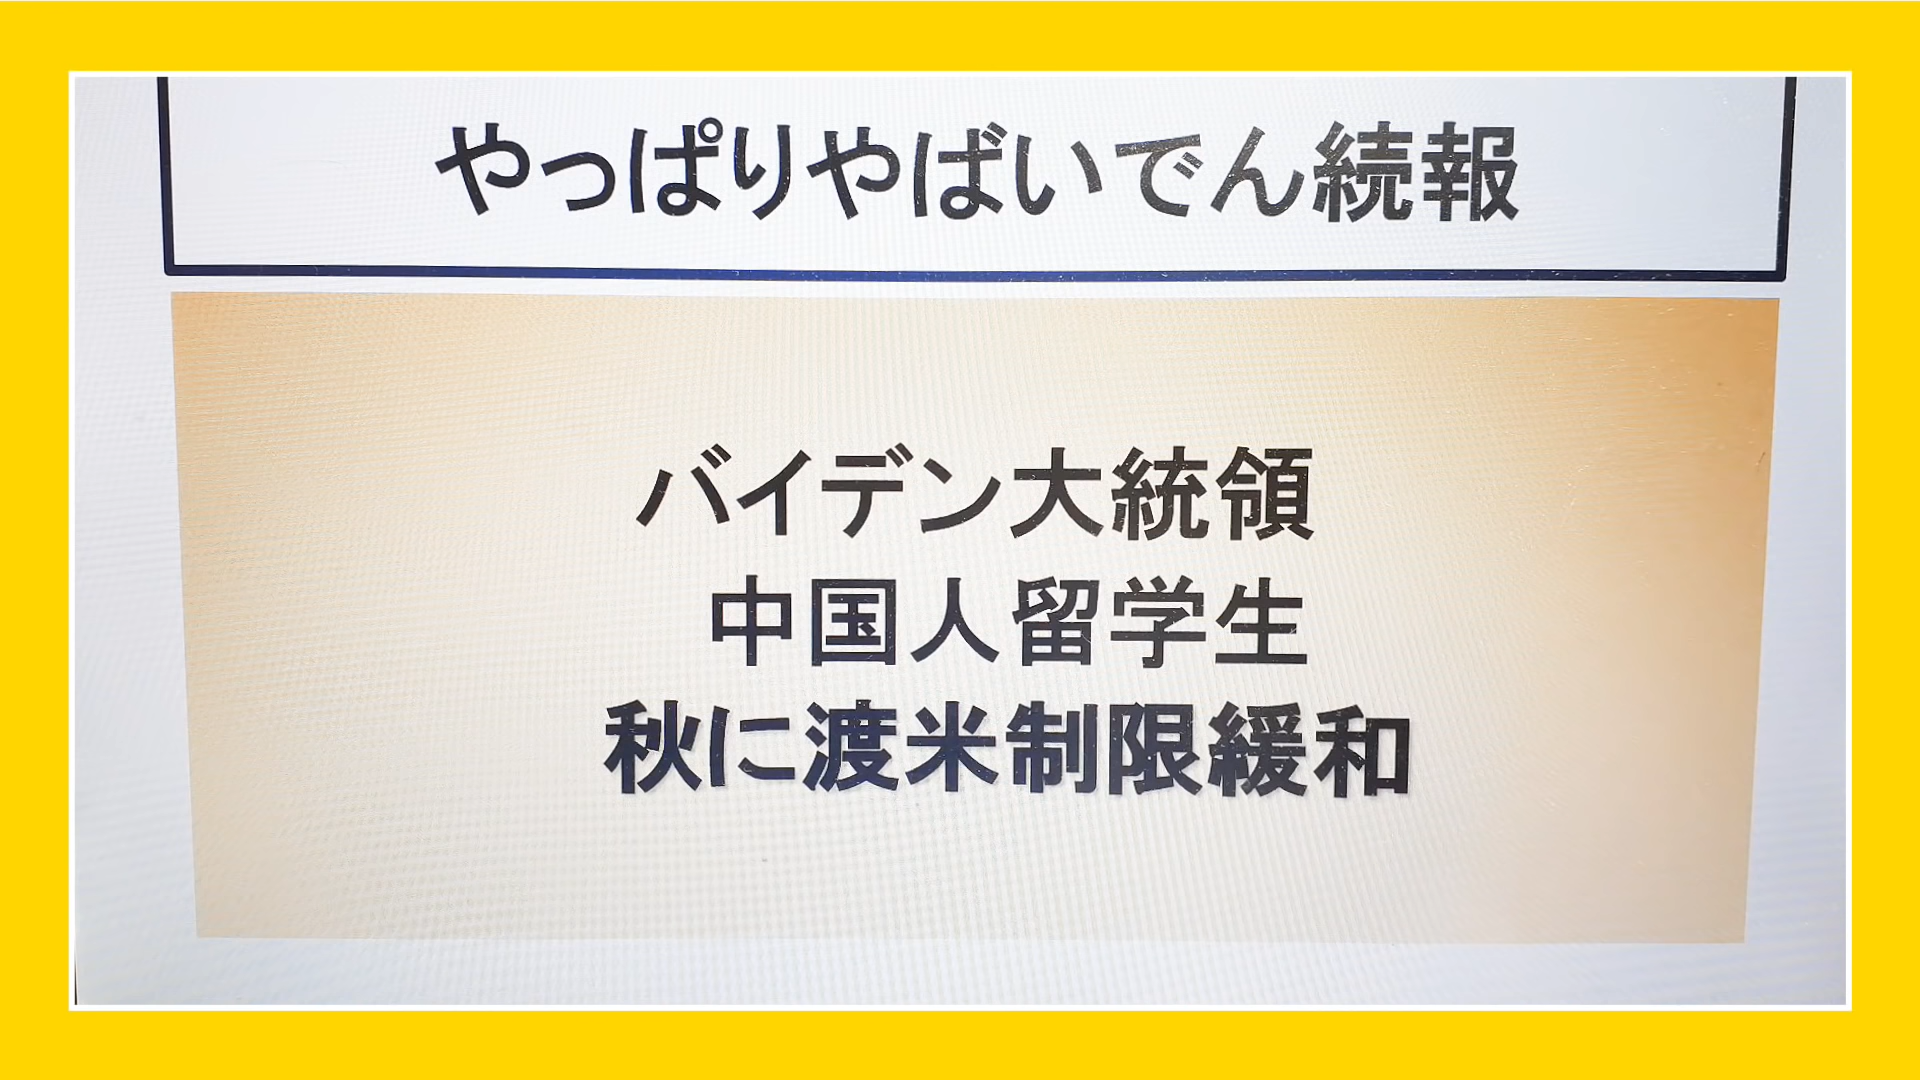 やっぱりやばいでん続報
バイデン大統領
中国人留学生
秋に渡米制限緩和